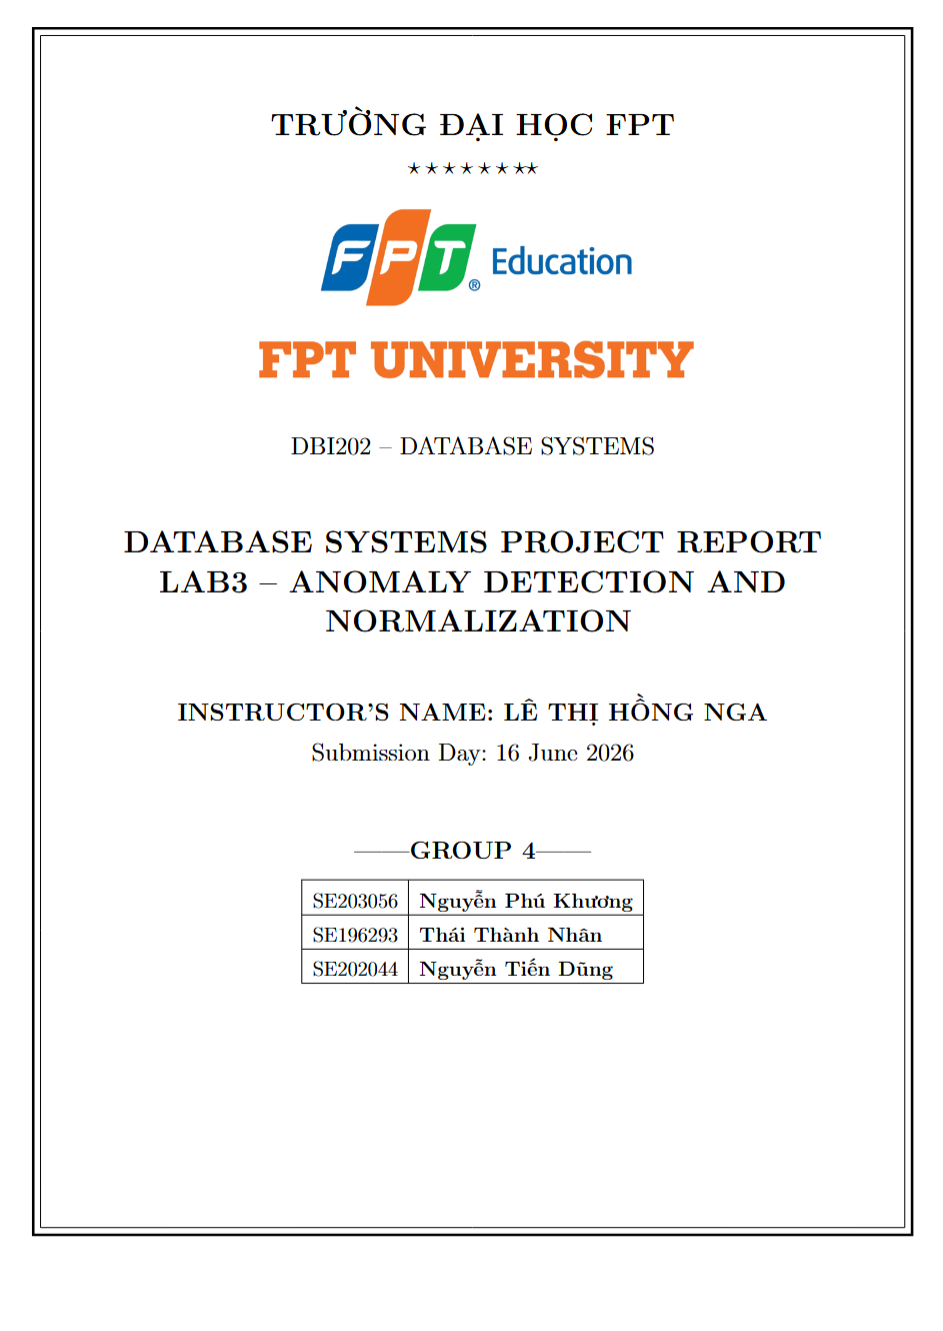 TRƯỜNG ĐẠI HỌC FPT
⋆⋆⋆⋆⋆⋆⋆⋆
FPT® Education
FPT UNIVERSITY
DBI202 – DATABASE SYSTEMS
DATABASE SYSTEMS PROJECT REPORT
LAB3 – ANOMALY DETECTION AND
NORMALIZATION
INSTRUCTOR'S NAME: LÊ THỊ HỒNG NGA
Submission Day: 16 June 2026
——–GROUP 4——–
SE203056 Nguyễn Phú Khương
SE196293 Thái Thành Nhân
SE202044 Nguyễn Tiến Dũng